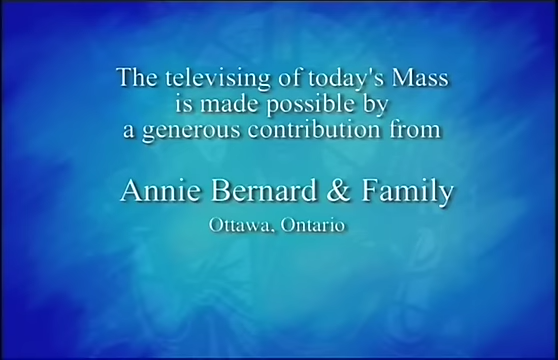 The televising of today's Mass
is made possible by
a generous contribution from
Annie Bernard & Family
Ottawa, Ontario